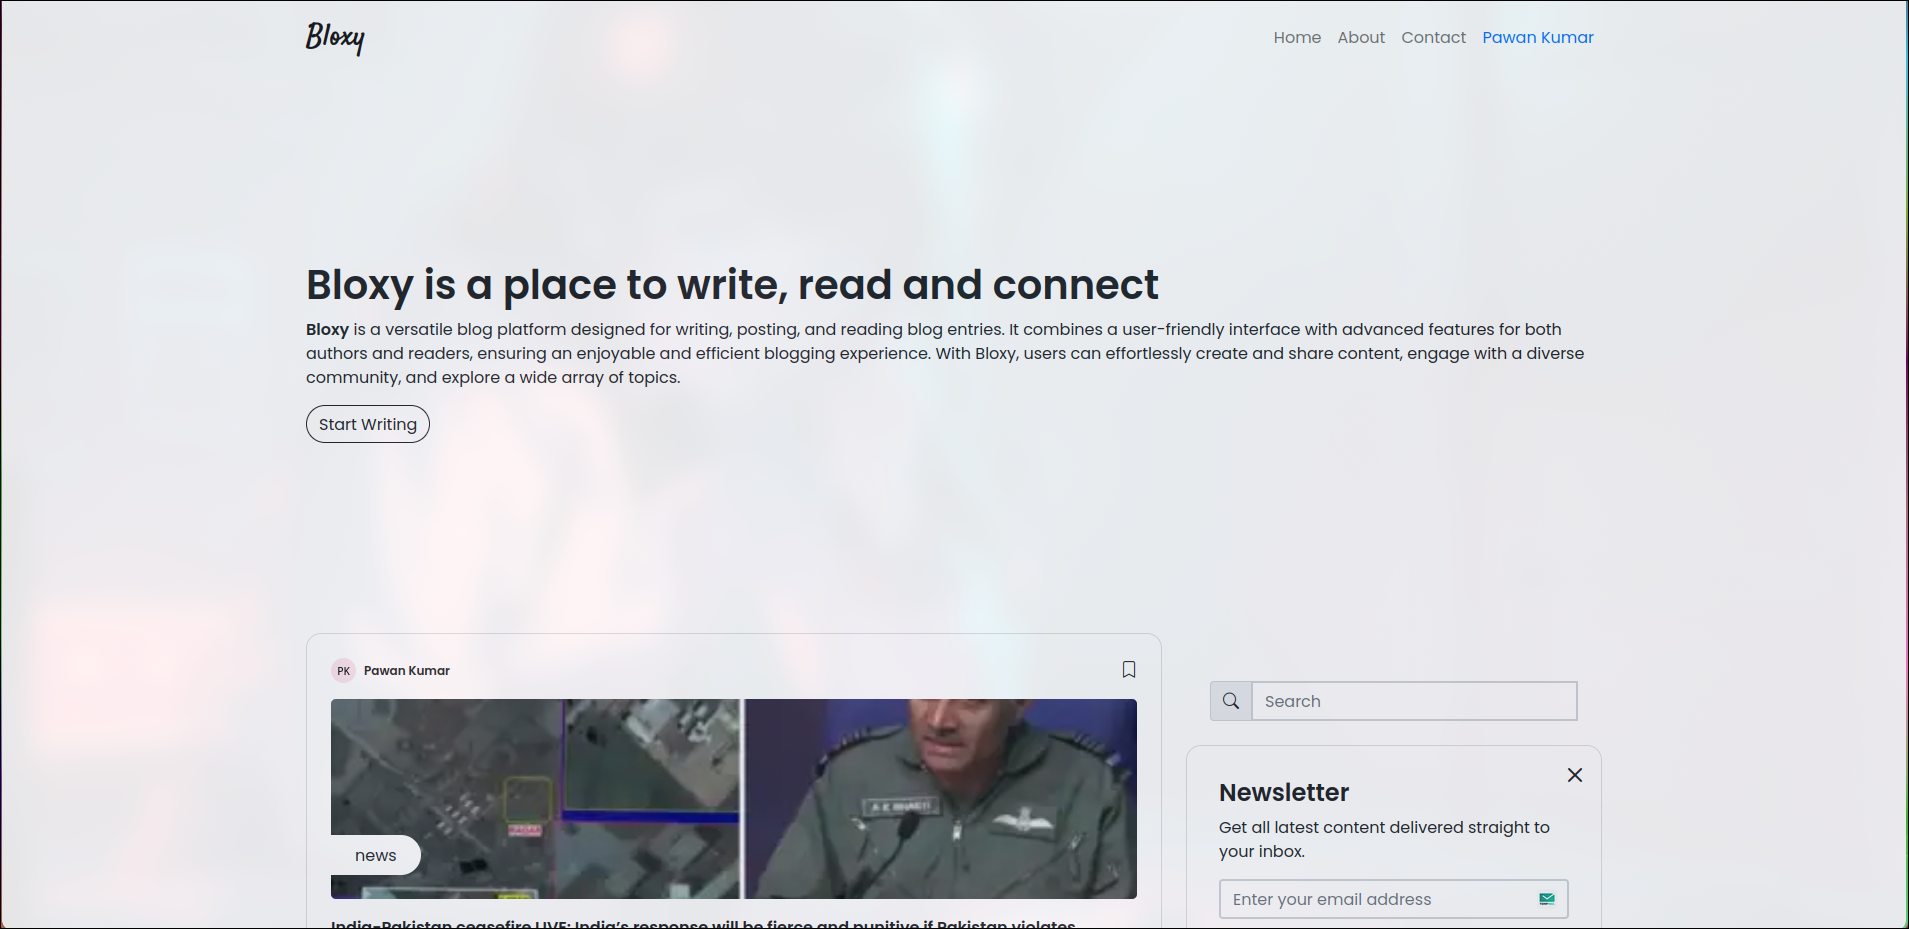 Bloxy
Home About Contact Pawan Kumar
Bloxy is a place to write, read and connect
Bloxy is a versatile blog platform designed for writing, posting, and reading blog entries. It combines a user-friendly interface with advanced features for both
authors and readers, ensuring an enjoyable and efficient blogging experience. With Bloxy, users can effortlessly create and share content, engage with a diverse
community, and explore a wide array of topics.
Start Writing
PK Pawan Kumar
RADAR
news
India-Pakistan ceasefire LIVE: India's response will be fierce and punitive if Pakistan violates
Search
Newsletter
Get all latest content delivered straight to
your inbox.
Enter your email address